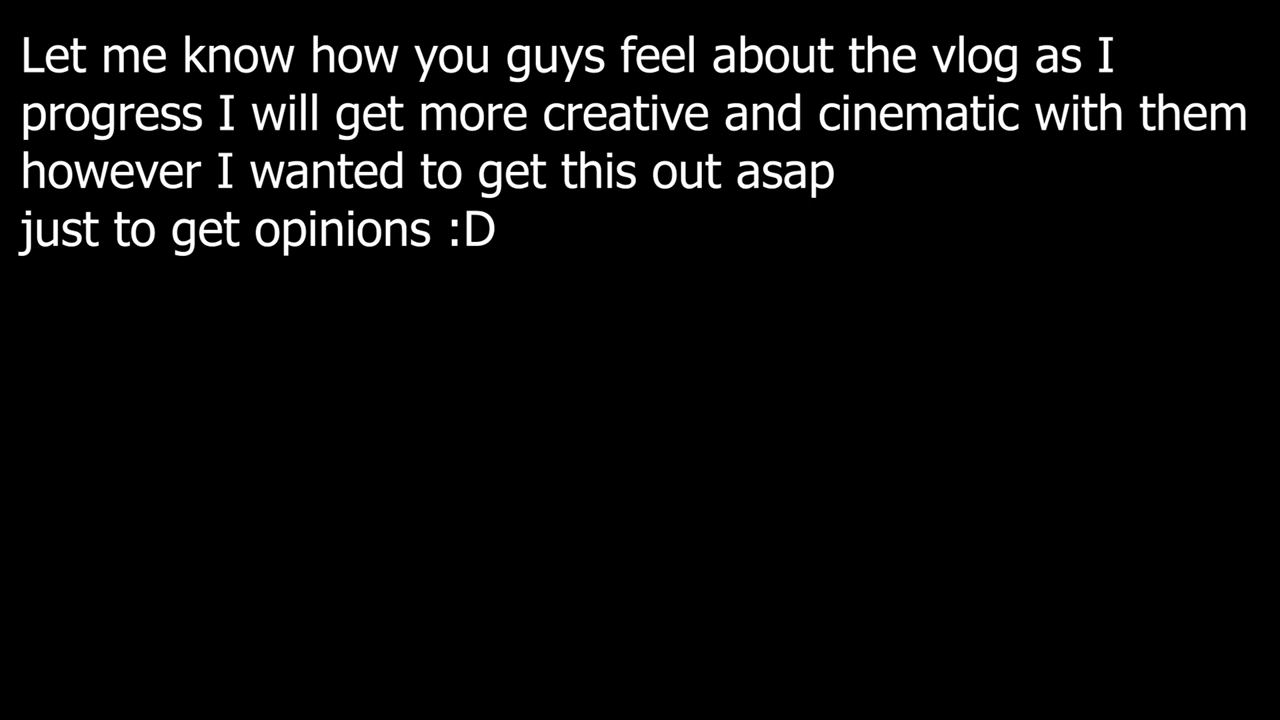 Let me know how you guys feel about the vlog as I
progress I will get more creative and cinematic with them
however I wanted to get this out asap
just to get opinions :D